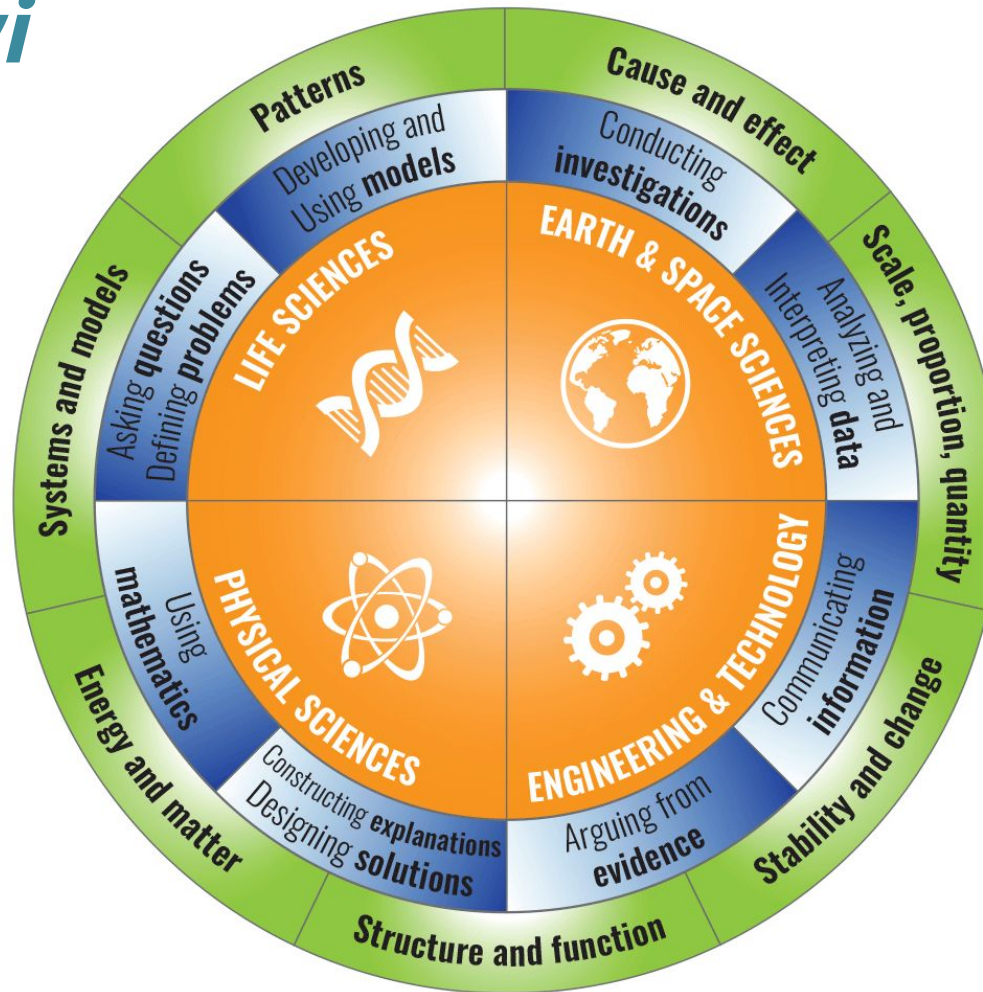 vi
Patterns
Cause and effect
Scale, proportion, quantity
Stability and change
Structure and function
Energy and matter
Systems and models
Developing and
Using models
Conducting
investigations
Analyzing and
Interpreting data
Communicating
information
Arguing from
evidence
Constructing explanations
Designing solutions
Using
mathematics
Asking questions
Defining problems
LIFE SCIENCES
EARTH & SPACE SCIENCES
PHYSICAL SCIENCES
ENGINEERING & TECHNOLOGY